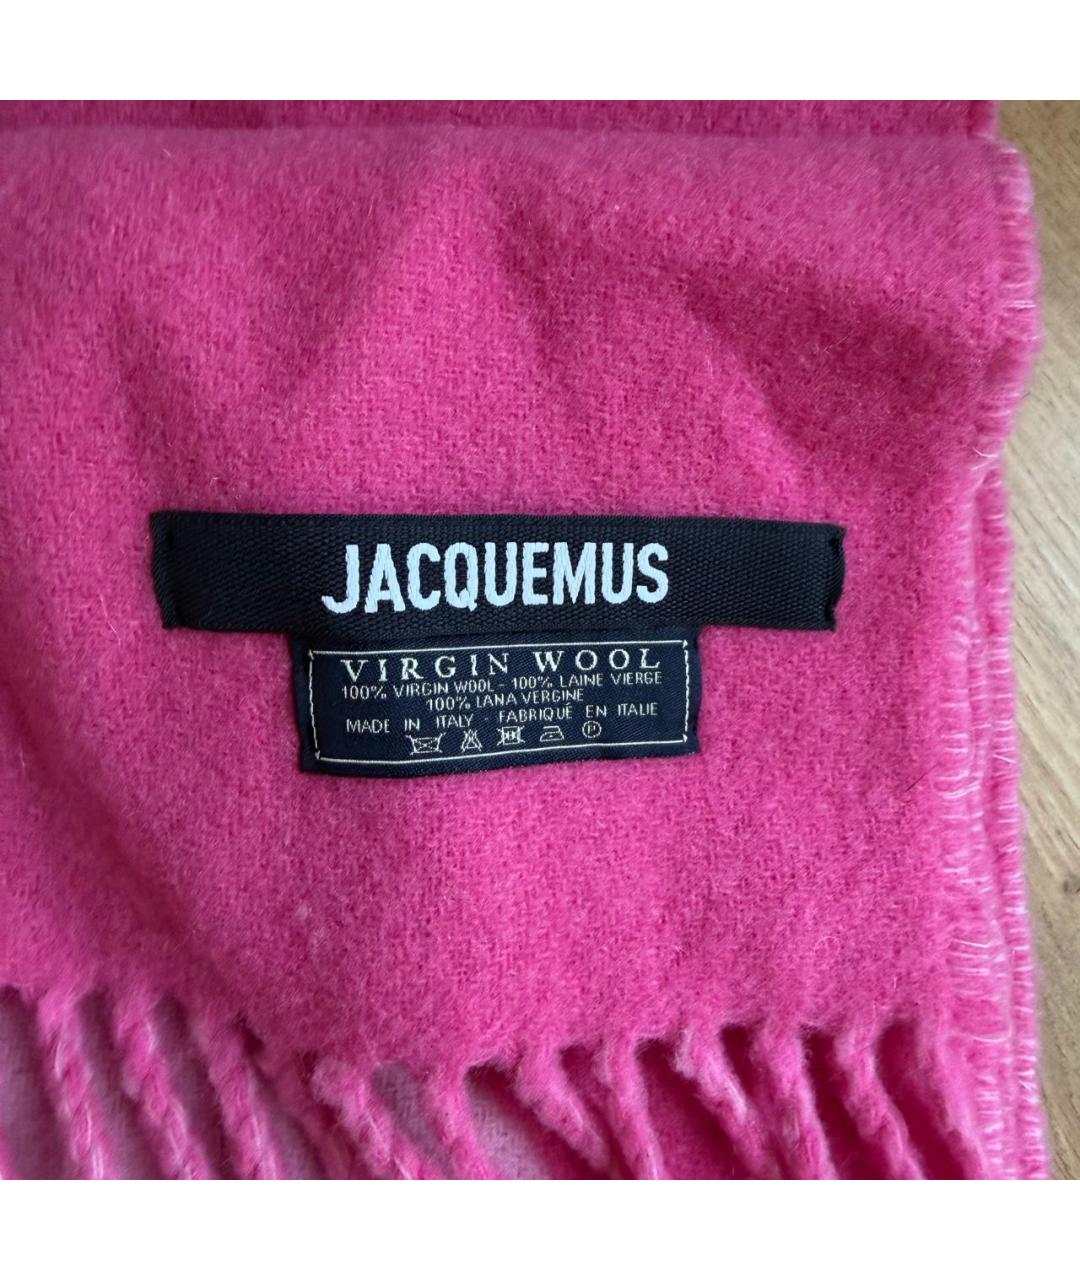 JACQUEMUS
VIRGIN WOOL
100% VIRGIN WOOL - 100% LAINE VIERGE
100% LANA VERGINE
MADE IN ITALY - FABRIQUÉ EN ITALIE
P